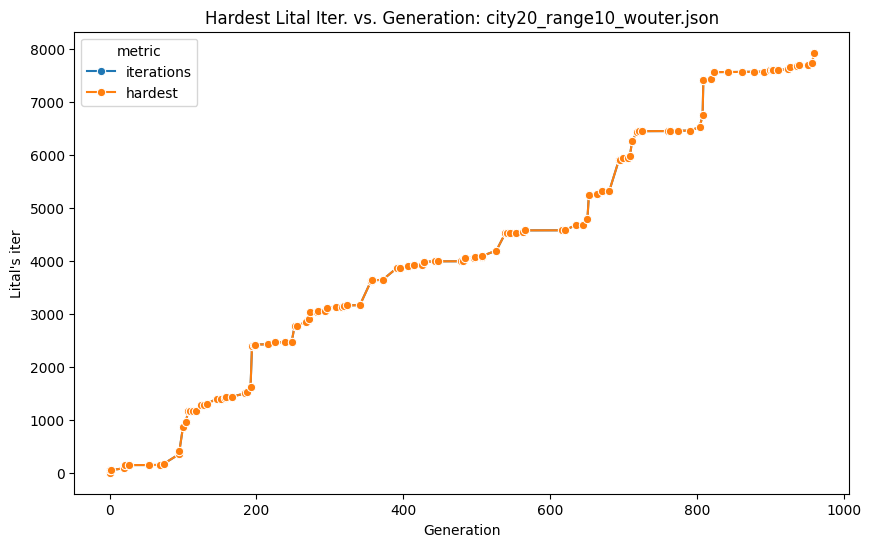 Hardest Lital Iter. vs. Generation: city20_range10_wouter.json
metric
iterations
hardest
Lital's iter
8000
7000
6000
5000
4000
3000
2000
1000
0
0 200 400 600 800 1000
Generation